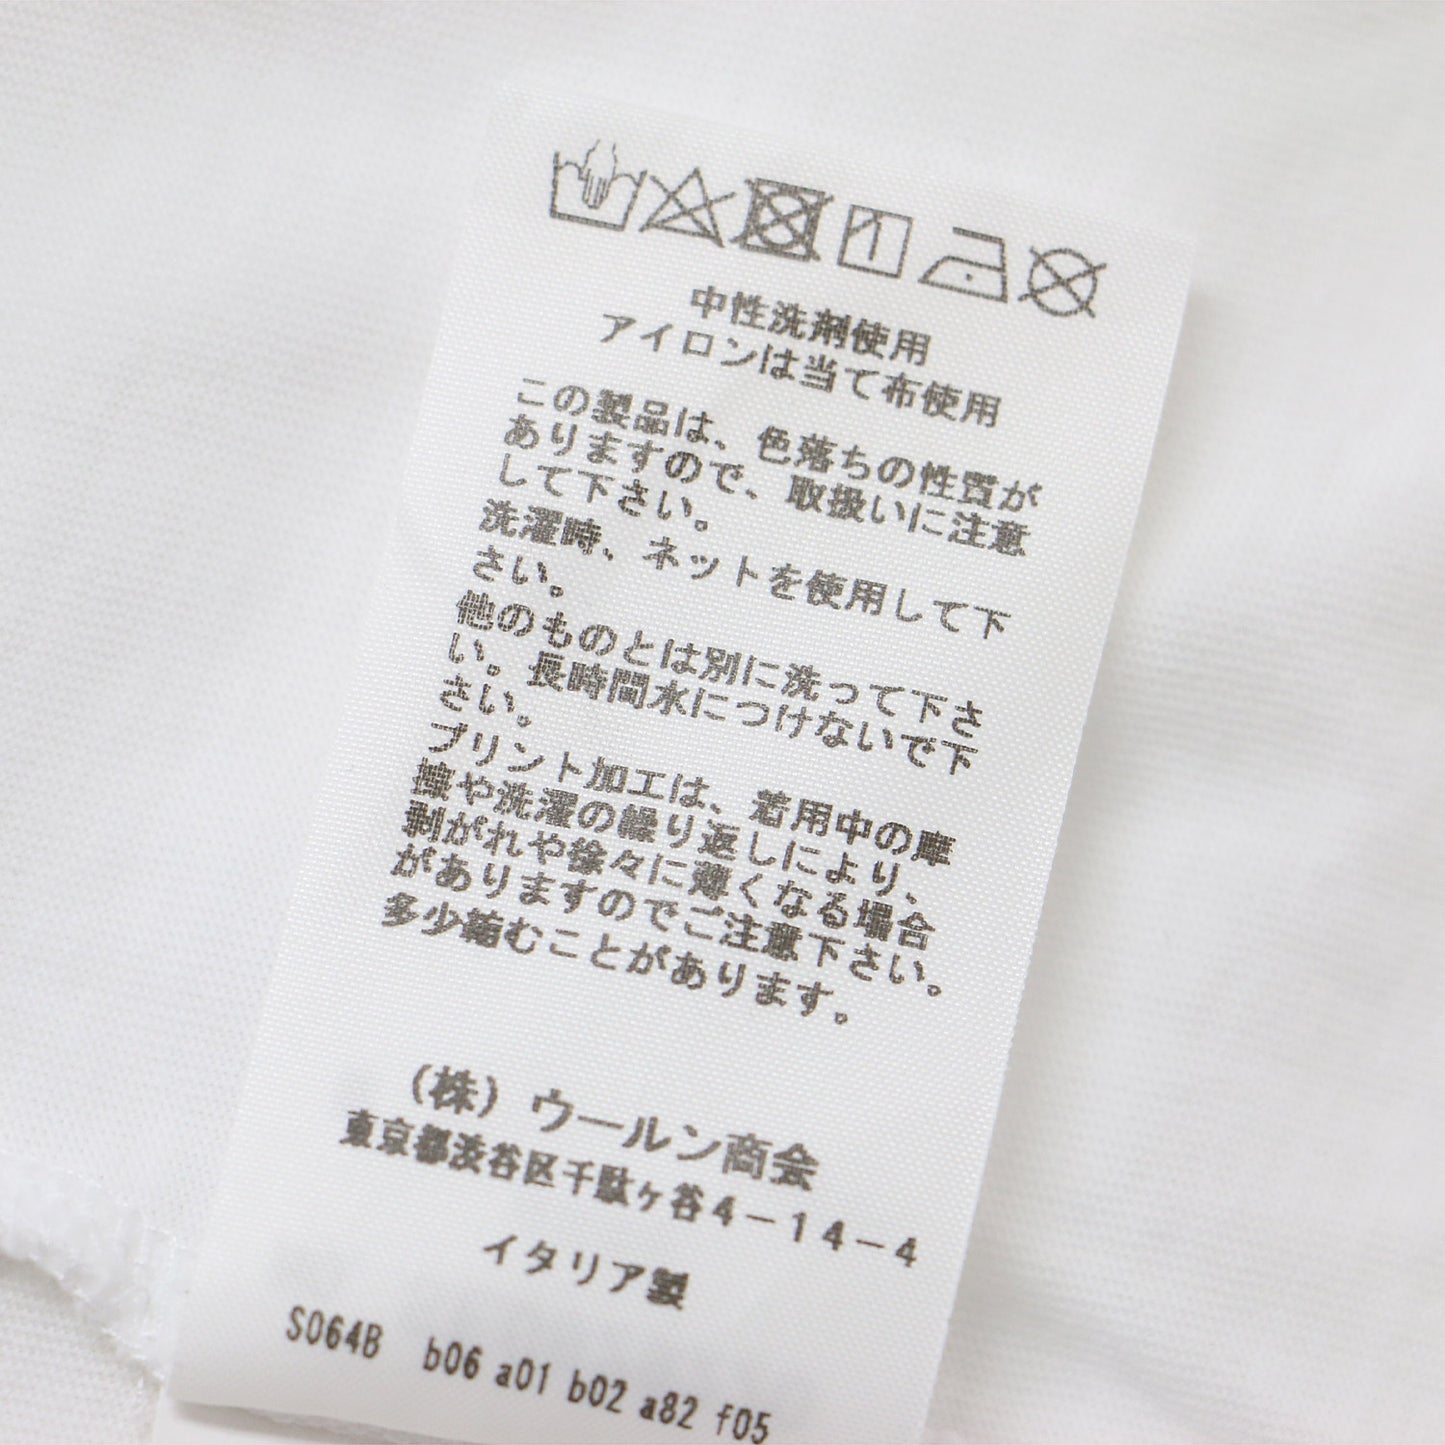 中性洗剤使用
アイロンは当て布使用
この製品は、色落ちの性質が
ありますので、取扱いに注意
して下さい。
洗濯時、ネットを使用して下
さい。
他のものとは別に洗って下さ
い。長時間水につけないで下
さい。
プリント加工は、着用中の摩
擦や洗濯の繰り返しにより、
剥がれや徐々に薄くなる場合
がありますのでご注意下さい。
多少縮むことがあります。
(株) ウールン商会
東京都渋谷区千駄ヶ谷4-14-4
イタリア製
S064B b06 a01 b02 a82 f05